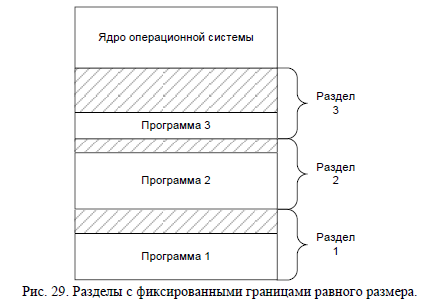 Ядро операционной системы
Раздел
3
Программа 3
Программа 2
Раздел
2
Раздел
1
Программа 1
Рис. 29. Разделы с фиксированными границами равного размера.